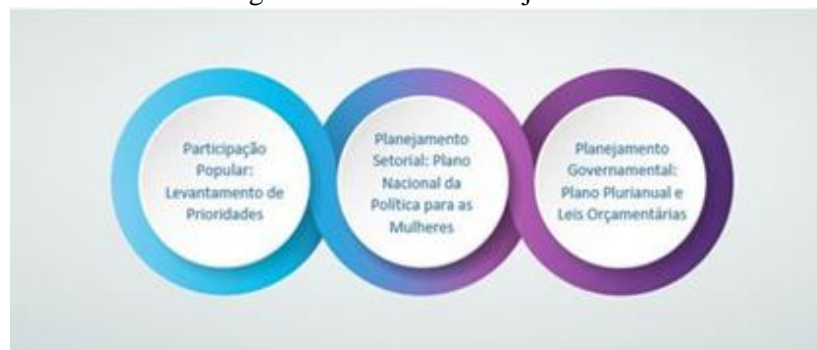 Participação
Popular:
Levantamento de
Prioridades
Planejamento
Setorial: Plano
Nacional da
Política para as
Mulheres
Planejamento
Governamental:
Plano Plurianual e
Leis Orçamentárias